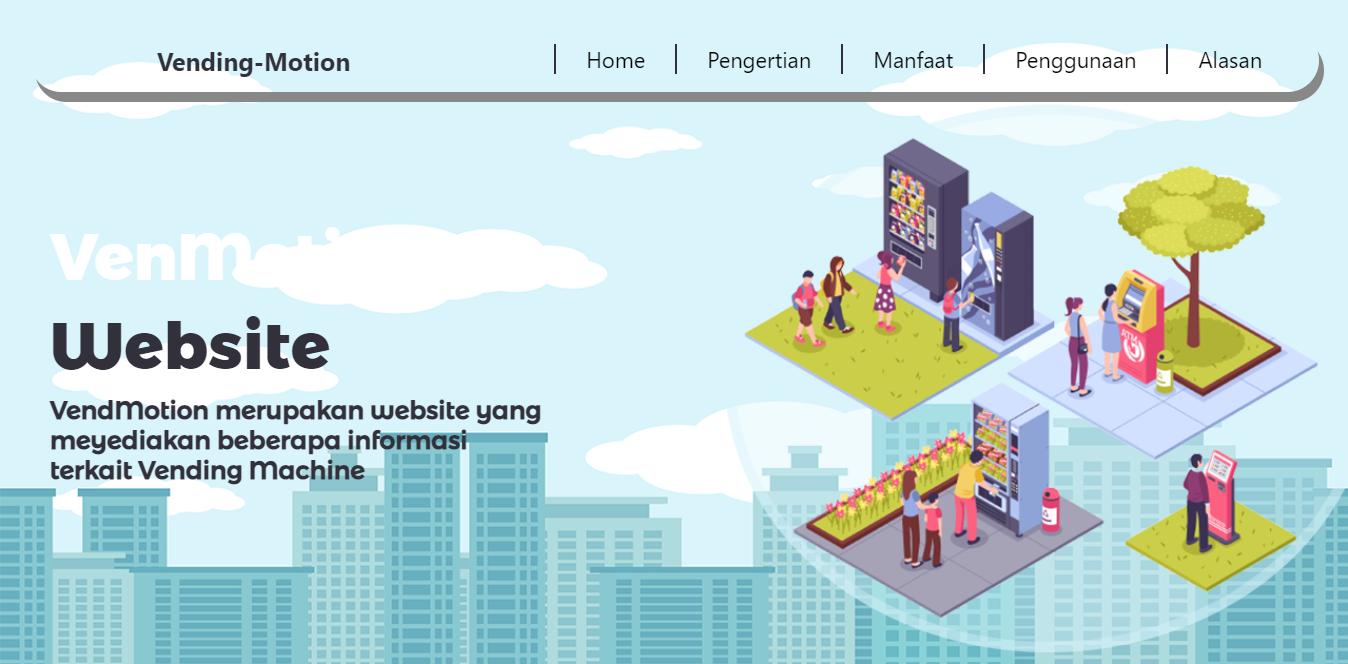 Vending-Motion
Home
Pengertian
Manfaat
Penggunaan
Alasan
VenMoti
Website
VendMotion merupakan website yang
meyediakan beberapa informasi
terkait Vending Machine
ATM